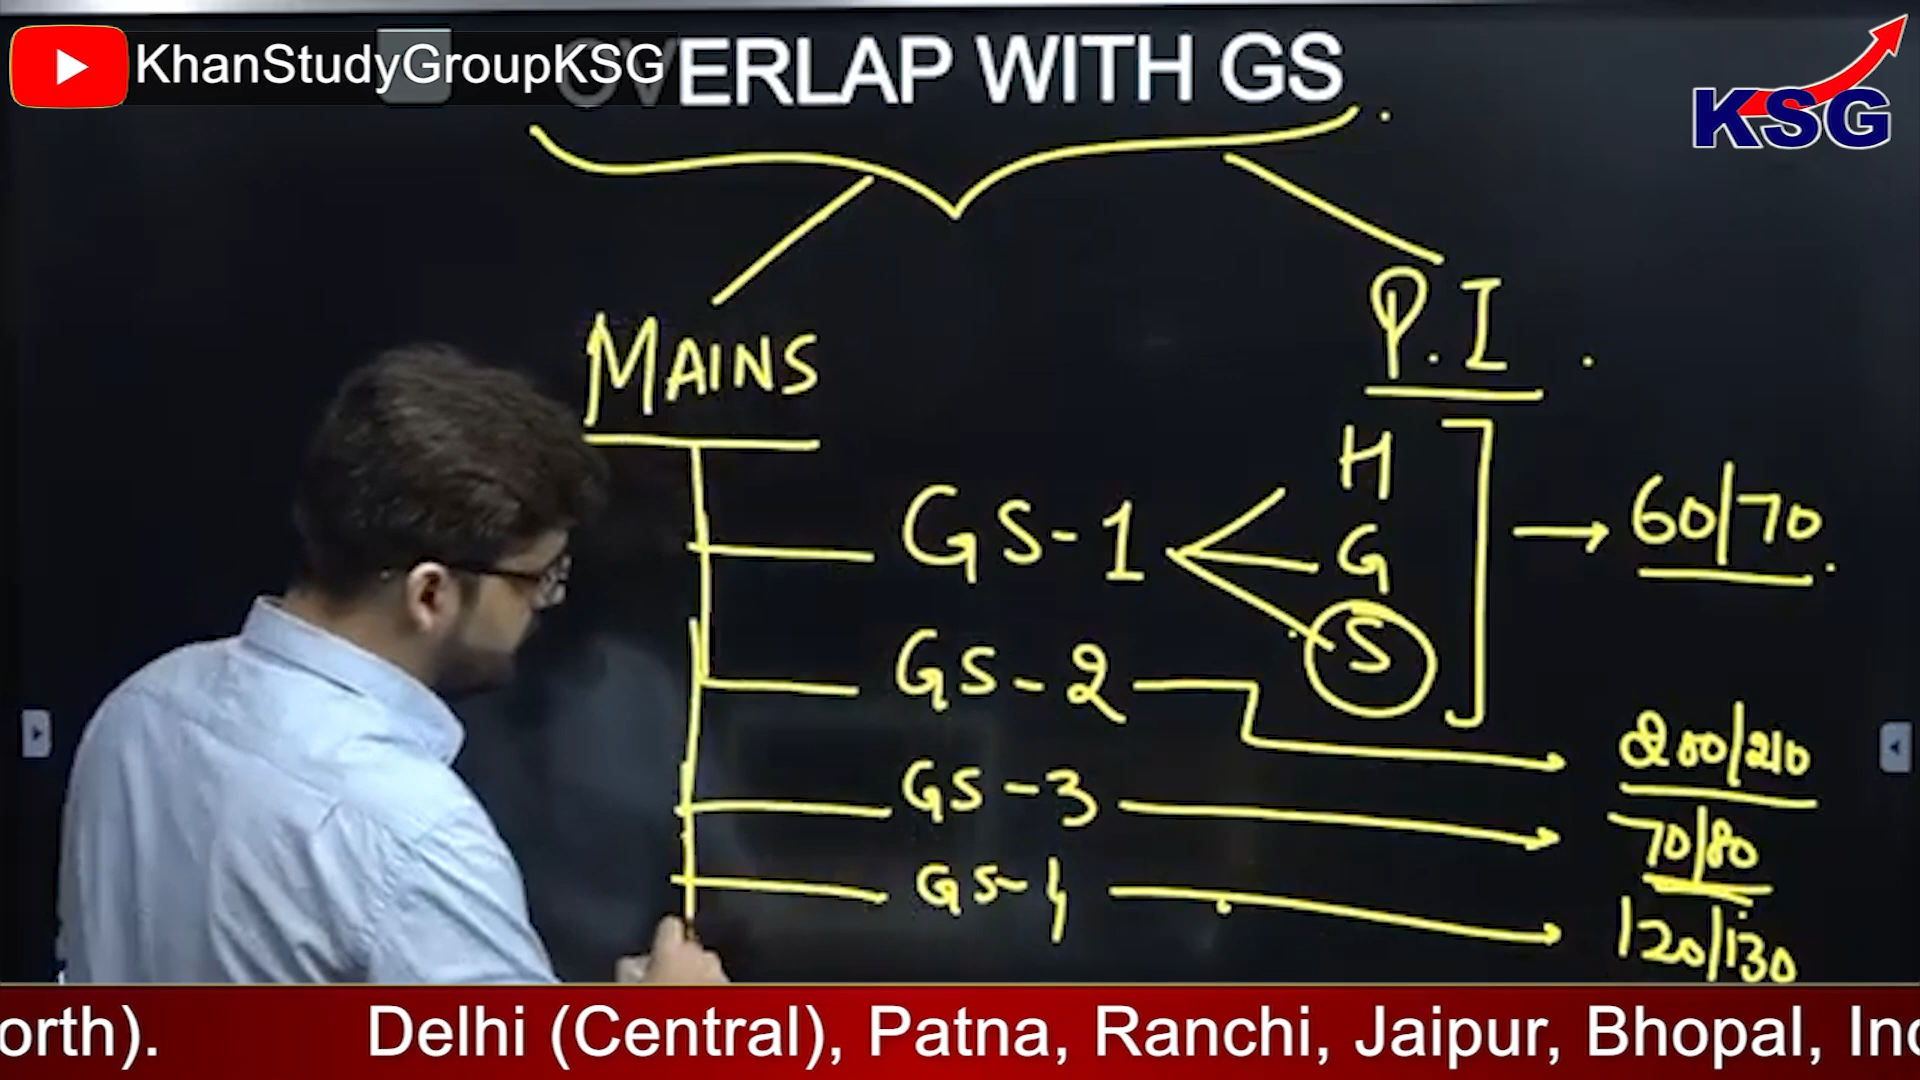 KhanStudyGroupKSG
OVERLAP WITH GS
KSG
MAINS
P.I
H
GS-1
G
60/70
S
GS-2
200/210
GS-3
70/80
GS-4
120/130
orth). Delhi (Central), Patna, Ranchi, Jaipur, Bhopal, Ind